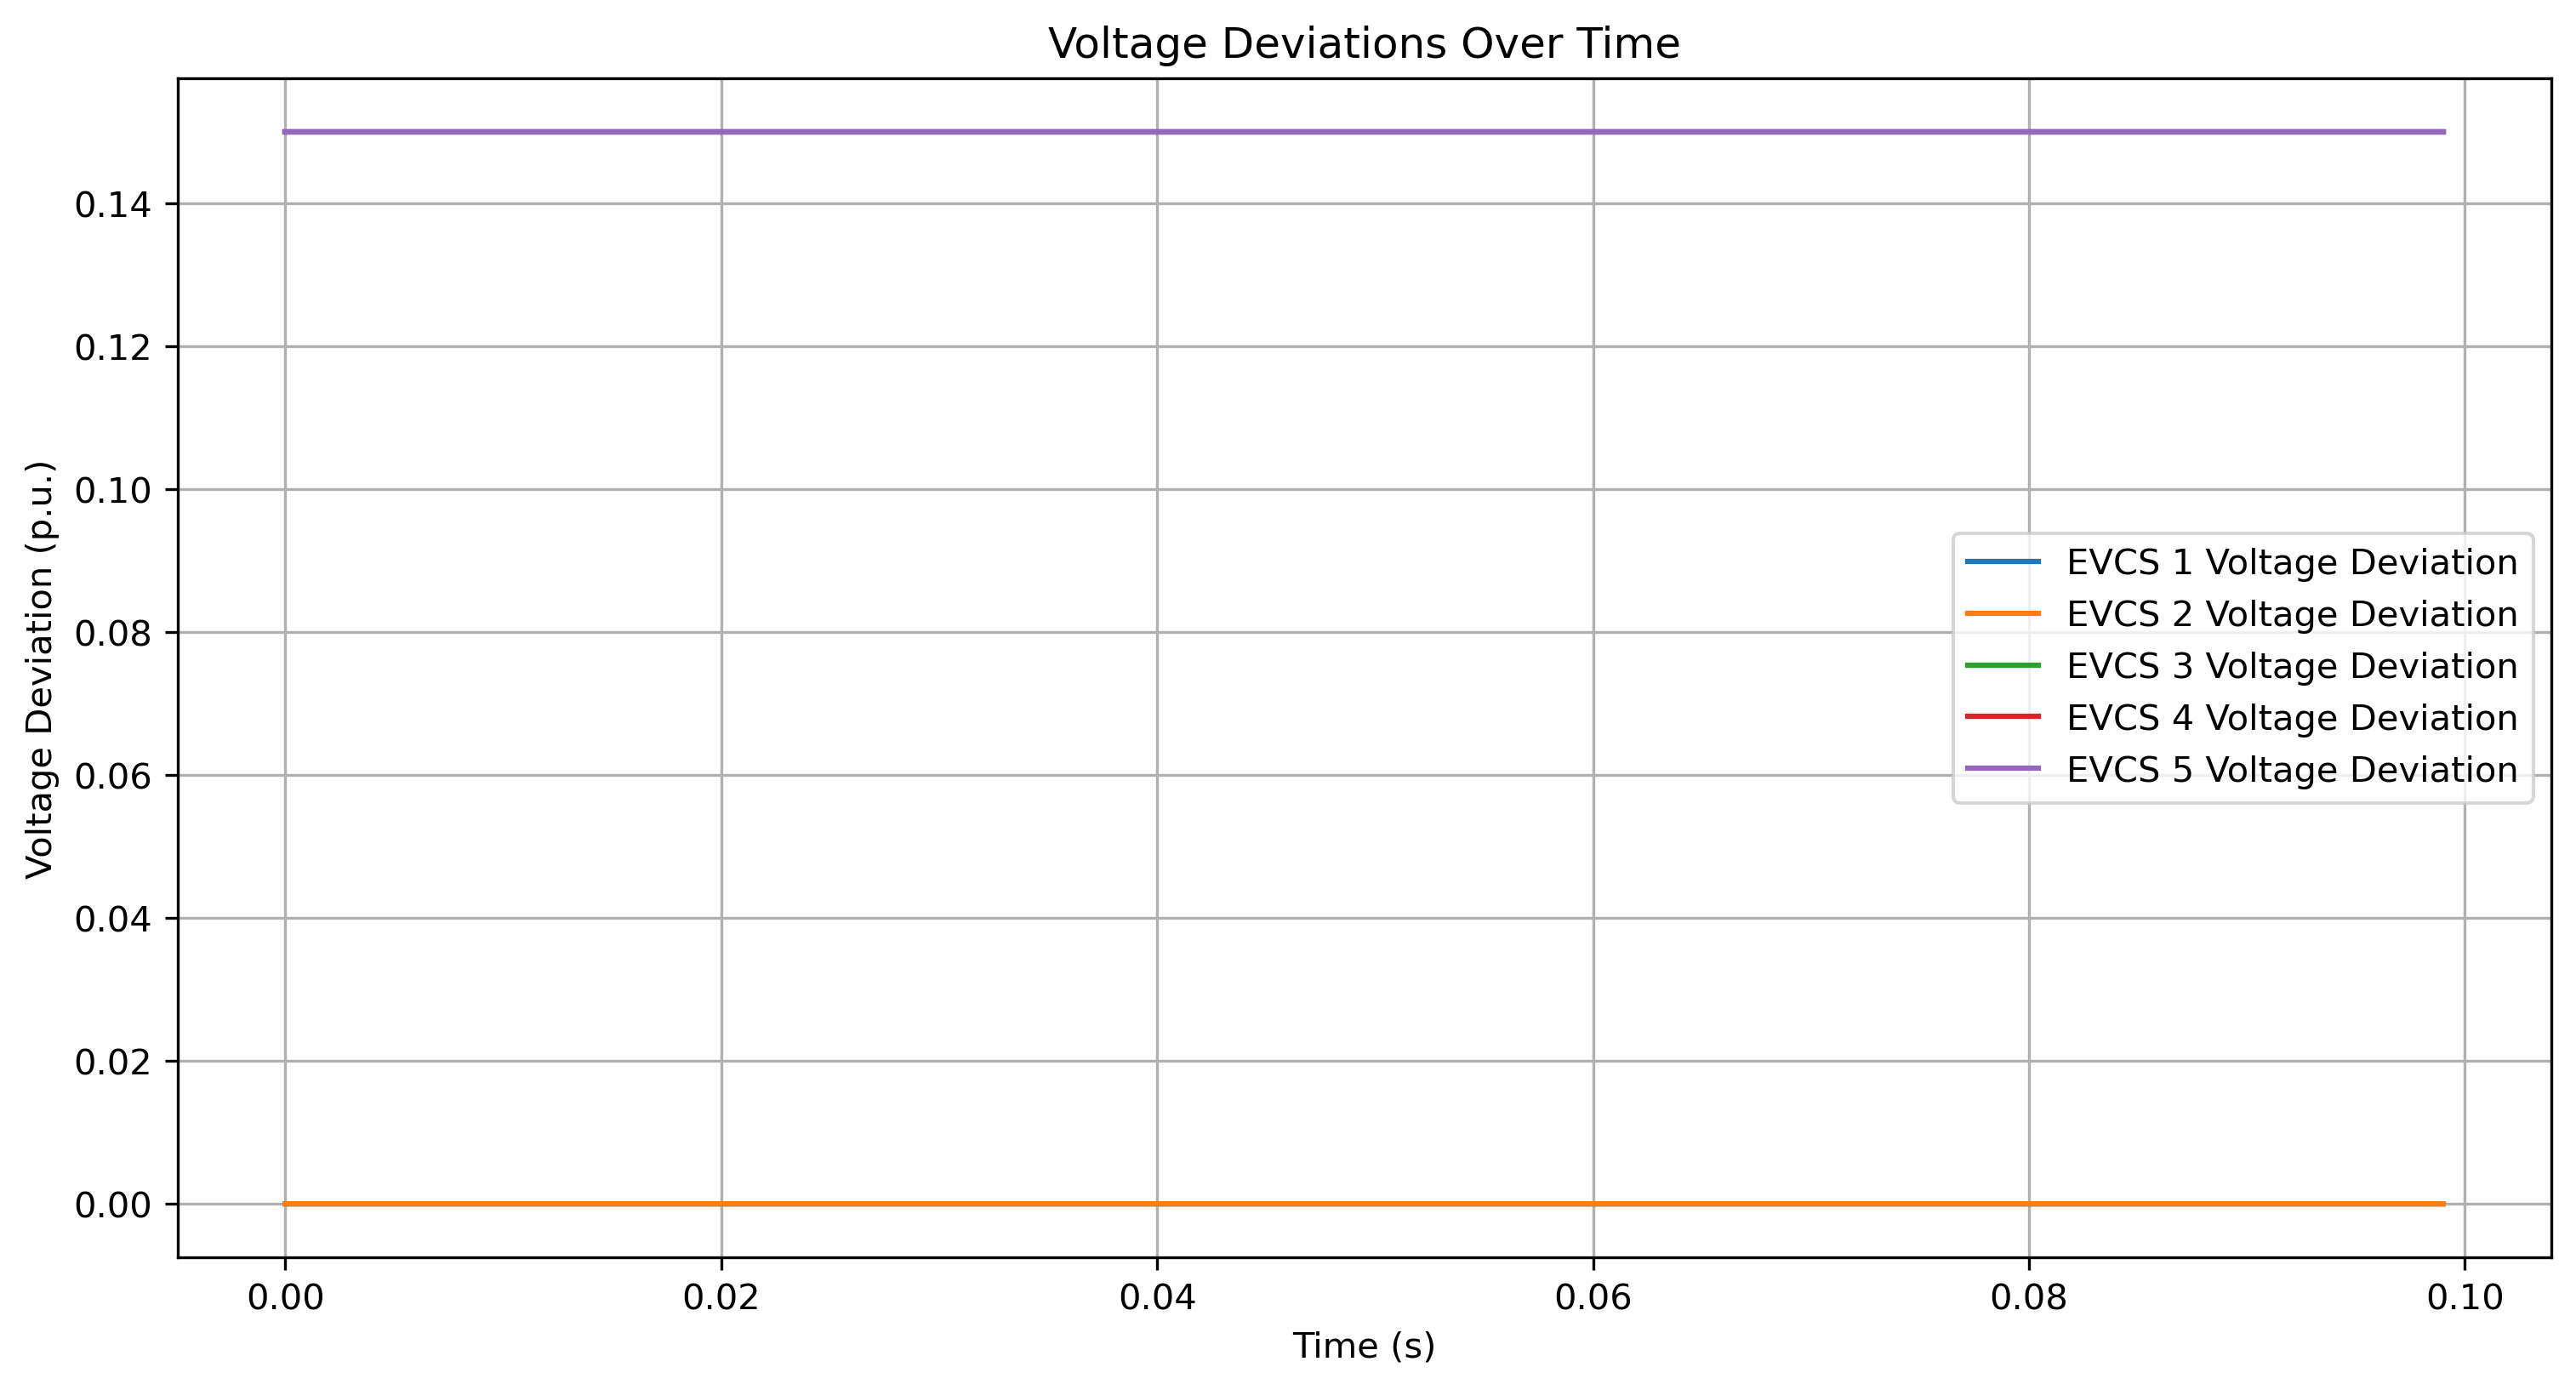 Voltage Deviations Over Time
Voltage Deviation (p.u.)
0.14
0.12
0.10
0.08
0.06
0.04
0.02
0.00
EVCS 1 Voltage Deviation
EVCS 2 Voltage Deviation
EVCS 3 Voltage Deviation
EVCS 4 Voltage Deviation
EVCS 5 Voltage Deviation
0.00 0.02 0.04 0.06 0.08 0.10
Time (s)